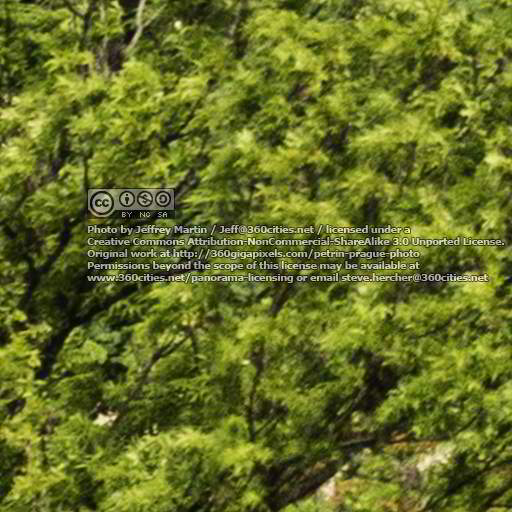 cc
BY NC SA
Photo by Jeffrey Martin / Jeff@360cities.net / licensed under a
Creative Commons Attribution-NonCommercial-ShareAlike 3.0 Unported License.
Original work at http://360gigapixels.com/petrin-prague-photo
Permissions beyond the scope of this license may be available at
www.360cities.net/panorama-licensing or email steve.hercher@360cities.net